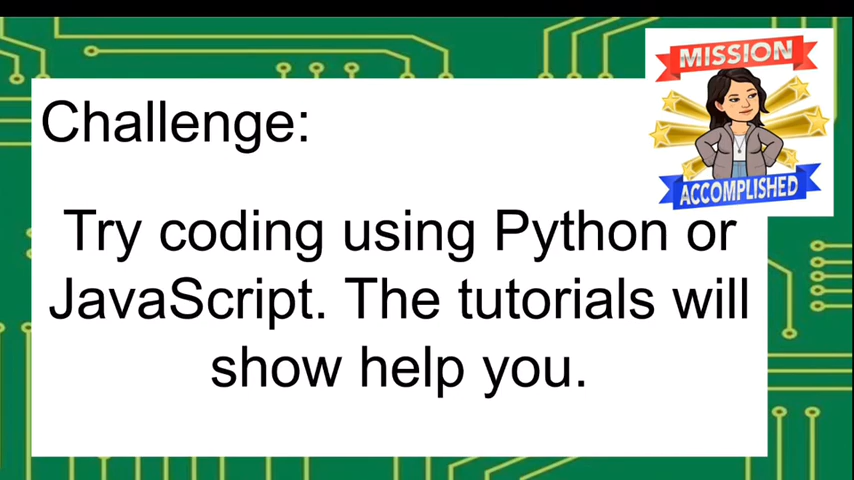 MISSION
ACCOMPLISHED
Challenge:
Try coding using Python or
JavaScript. The tutorials will
show help you.